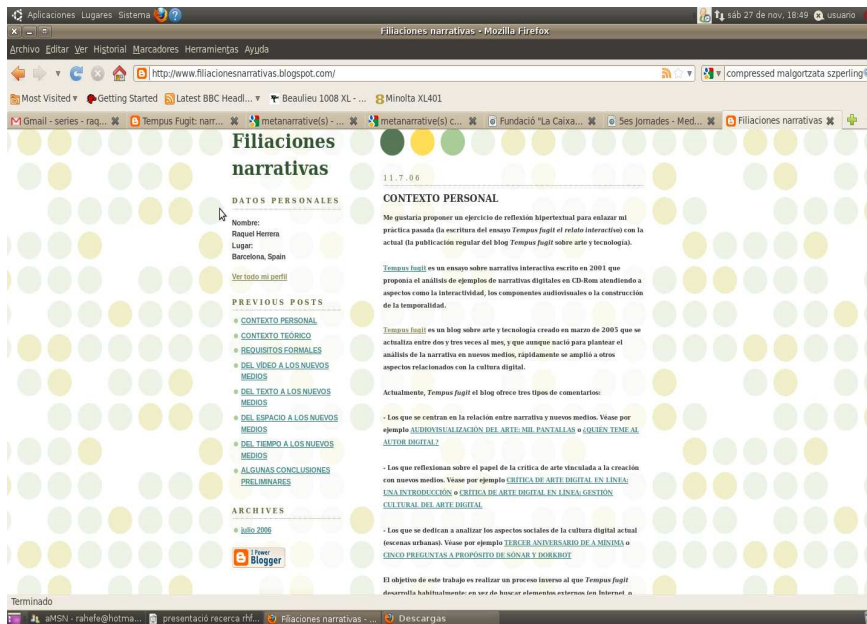 Aplicaciones Lugares Sistema
sáb 27 de nov, 18:49 usuario
Filiaciones narrativas - Mozilla Firefox
Archivo Editar Ver Historial Marcadores Herramientas Ayuda
http://www.filiacionesnarrativas.blogspot.com/
compressed malgortzata szperling
Most Visited Getting Started Latest BBC Headl... Beaulieu 1008 XL - ... Minolta XL401
Gmail - series - raq... Tempus Fugit: narr... metanarrative(s) - ... metanarrative(s) c... Fundació "La Caixa... 5es Jornades - Med... Filiaciones narrativas
Filiaciones
narrativas
DATOS PERSONALES
Nombre:
Raquel Herrera
Lugar:
Barcelona, Spain
Ver todo mi perfil
PREVIOUS POSTS
CONTEXTO PERSONAL
CONTEXTO TEÓRICO
REQUISITOS FORMALES
DEL VÍDEO A LOS NUEVOS
MEDIOS
DEL TEXTO A LOS NUEVOS
MEDIOS
DEL ESPACIO A LOS NUEVOS
MEDIOS
DEL TIEMPO A LOS NUEVOS
MEDIOS
ALGUNAS CONCLUSIONES
PRELIMINARES
ARCHIVES
julio 2006
I Power
Blogger
11.7.06
CONTEXTO PERSONAL
Me gustaría proponer un ejercicio de reflexión hipertextual para enlazar mi
práctica pasada (la escritura del ensayo Tempus fugit el relato interactivo) con la
actual (la publicación regular del blog Tempus fugit sobre arte y tecnología).
Tempus fugit es un ensayo sobre narrativa interactiva escrito en 2001 que
proponía el análisis de ejemplos de narrativas digitales en CD-Rom atendiendo a
aspectos como la interactividad, los componentes audiovisuales o la construcción
de la temporalidad.
Tempus fugit es un blog sobre arte y tecnología creado en marzo de 2005 que se
actualiza entre dos y tres veces al mes, y que aunque nació para plantear el
análisis de la narrativa en nuevos medios, rápidamente se amplió a otros
aspectos relacionados con la cultura digital.
Actualmente, Tempus fugit el blog ofrece tres tipos de comentarios:
- Los que se centran en la relación entre narrativa y nuevos medios. Véase por
ejemplo AUDIOVISUALIZACIÓN DEL ARTE: MIL PANTALLAS o ¿QUIÉN TEME AL
AUTOR DIGITAL?
- Los que reflexionan sobre el papel de la crítica de arte vinculada a la creación
con nuevos medios. Véase por ejemplo CRÍTICA DE ARTE DIGITAL EN LÍNEA:
UNA INTRODUCCIÓN o CRÍTICA DE ARTE DIGITAL EN LÍNEA: GESTIÓN
CULTURAL DEL ARTE DIGITAL
- Los que se dedican a analizar los aspectos sociales de la cultura digital actual
(escenas urbanas). Véase por ejemplo TERCER ANIVERSARIO DE A MINIMA o
CINCO PREGUNTAS A PROPÓSITO DE SÓNAR Y DORKBOT
El objetivo de este trabajo es realizar un proceso inverso al que Tempus fugit
desarrolla habitualmente: en vez de buscar elementos externos (en Internet, o
Terminado
aMSN - rahefe@hotma... presentació recerca rhf... Filiaciones narrativas - ... Descargas